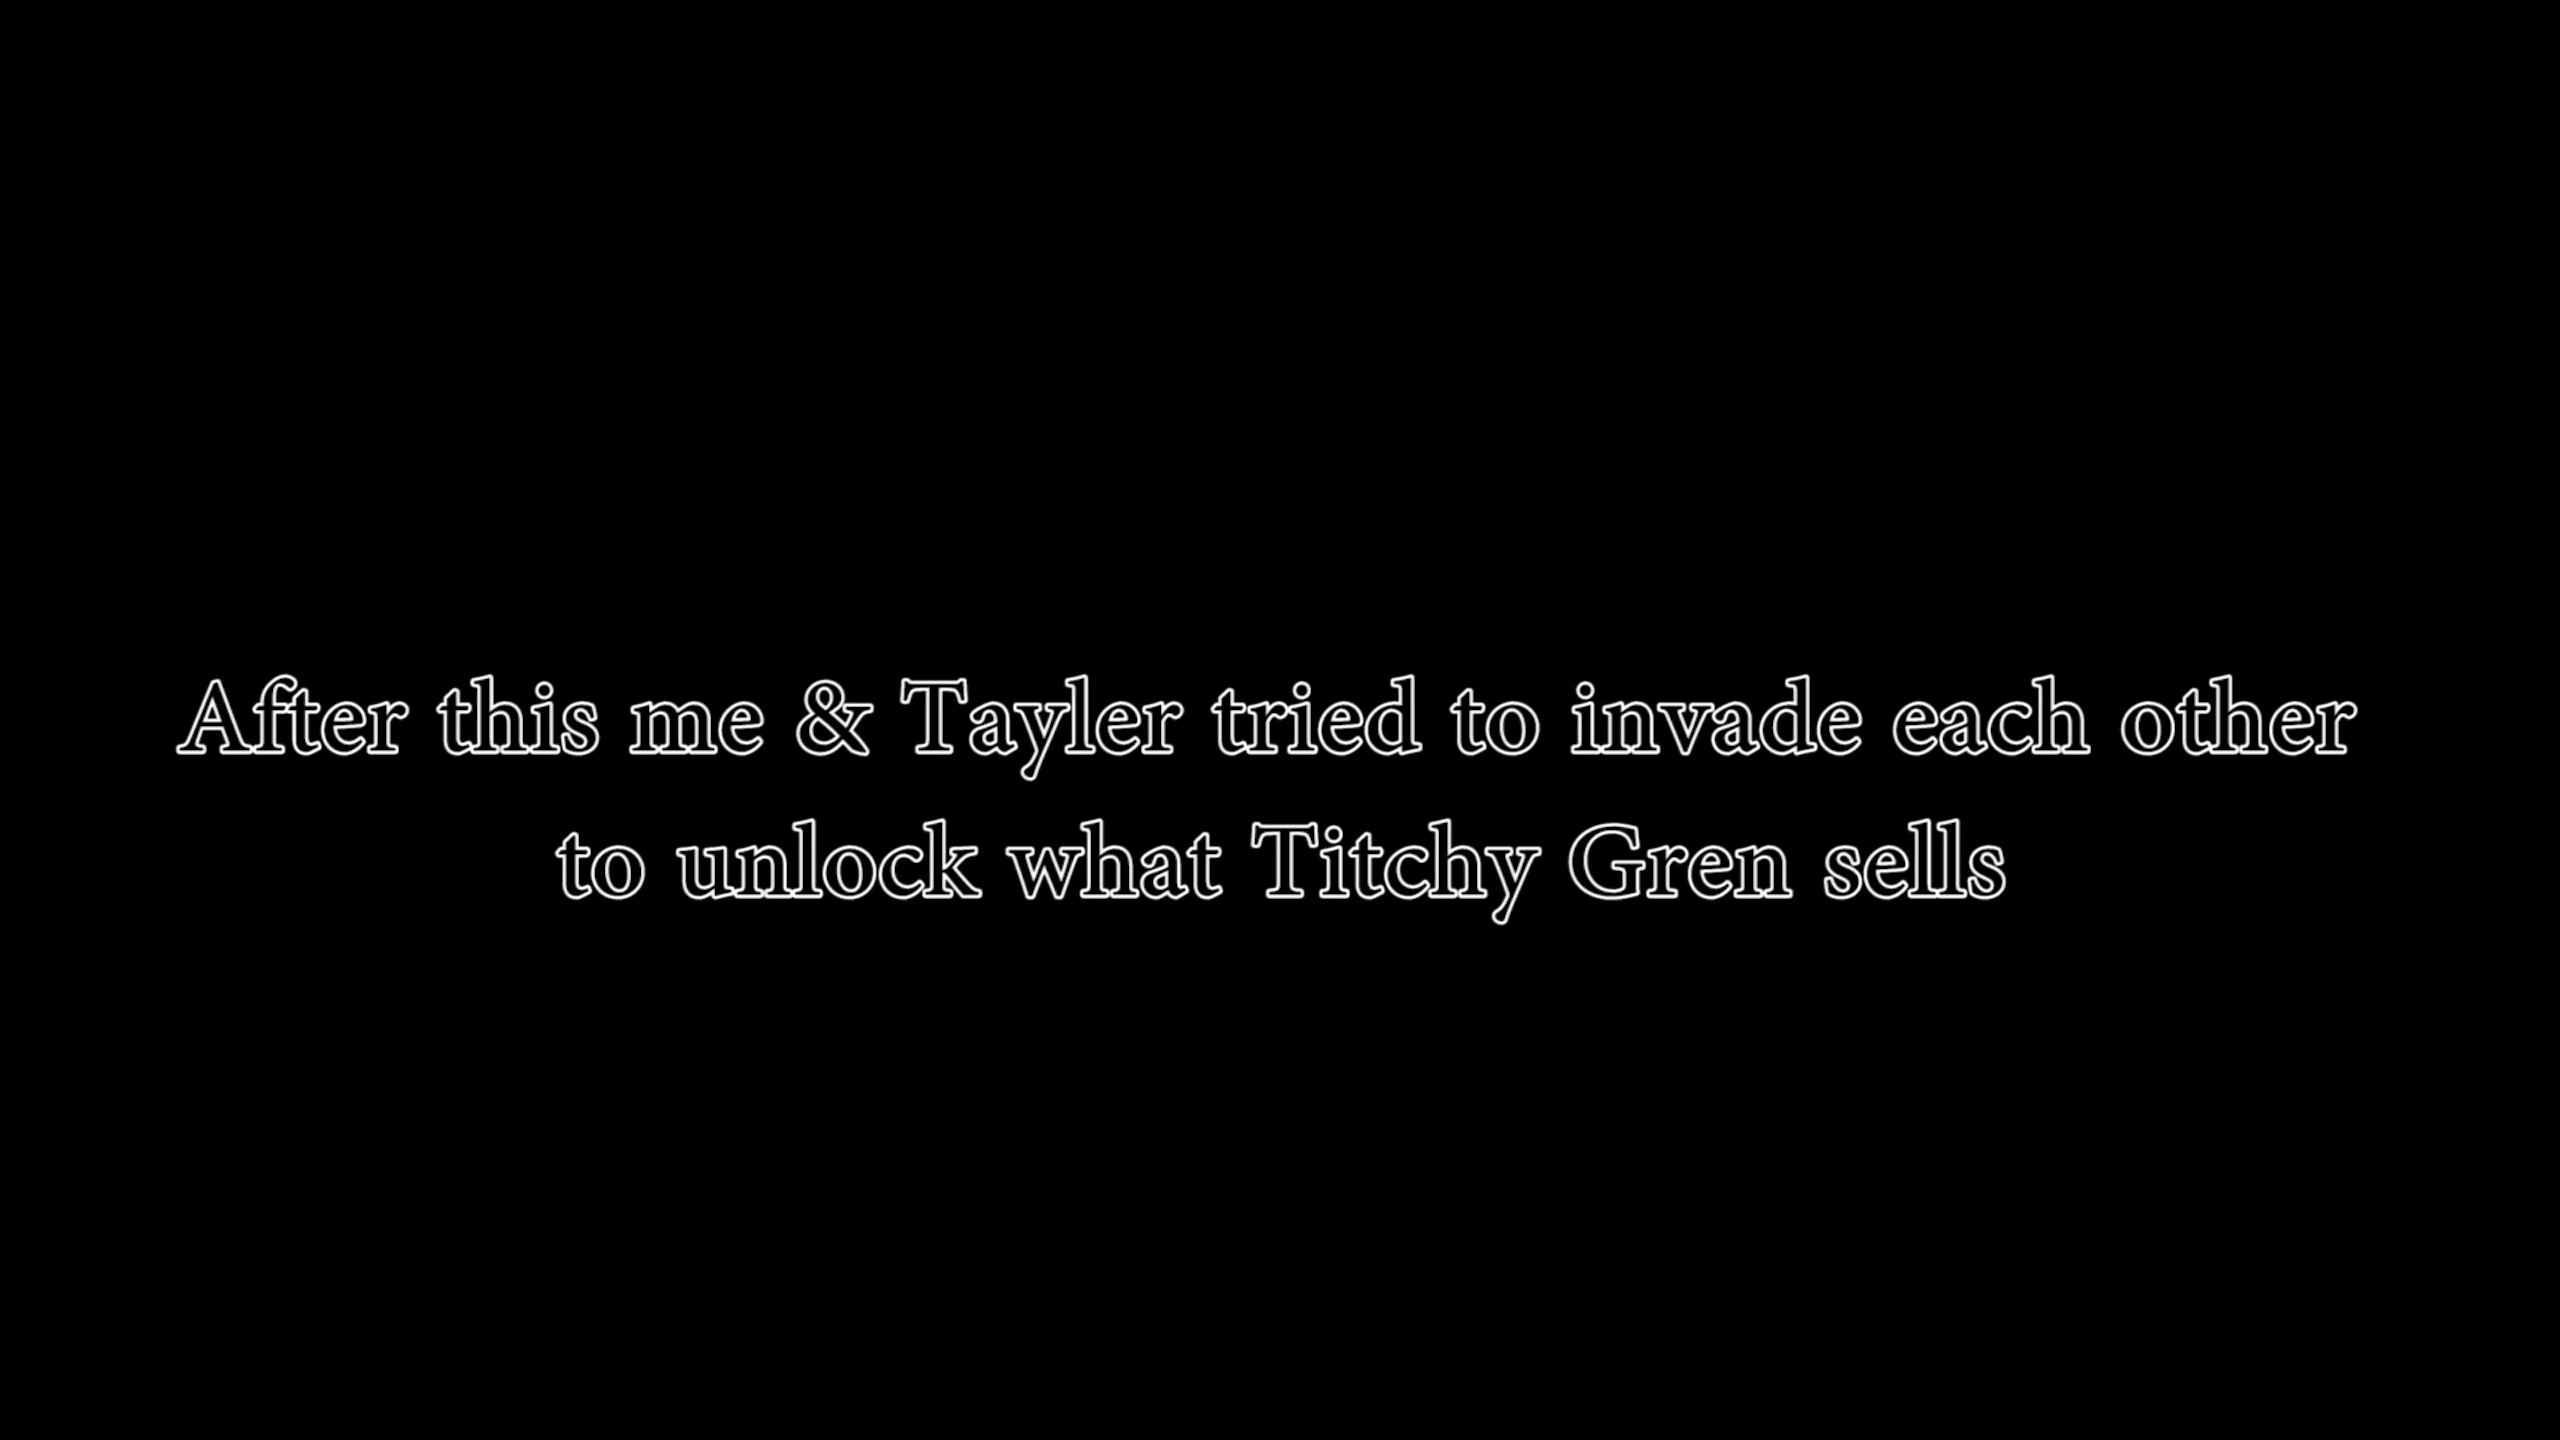 After this me & Tayler tried to invade each other
to unlock what Titchy Gren sells